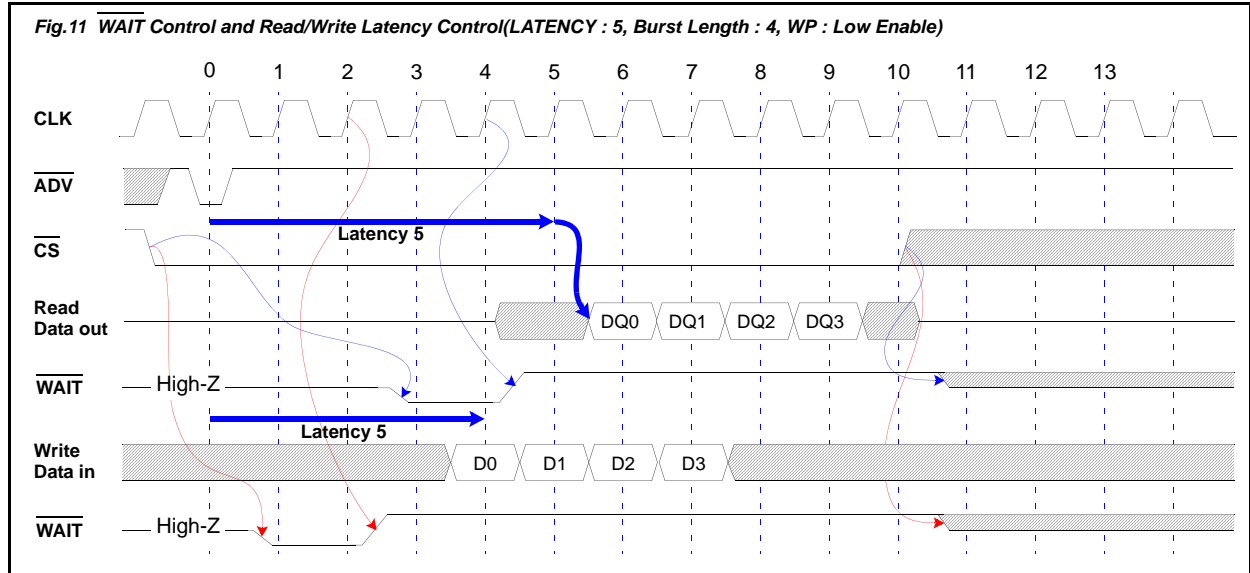 Fig.11 WAIT Control and Read/Write Latency Control(LATENCY : 5, Burst Length : 4, WP : Low Enable)
0 1 2 3 4 5 6 7 8 9 10 11 12 13
CLK
ADV
Latency 5
CS
Read
Data out
DQ0 DQ1 DQ2 DQ3
WAIT High-Z
Latency 5
Write
Data in
D0 D1 D2 D3
WAIT High-Z